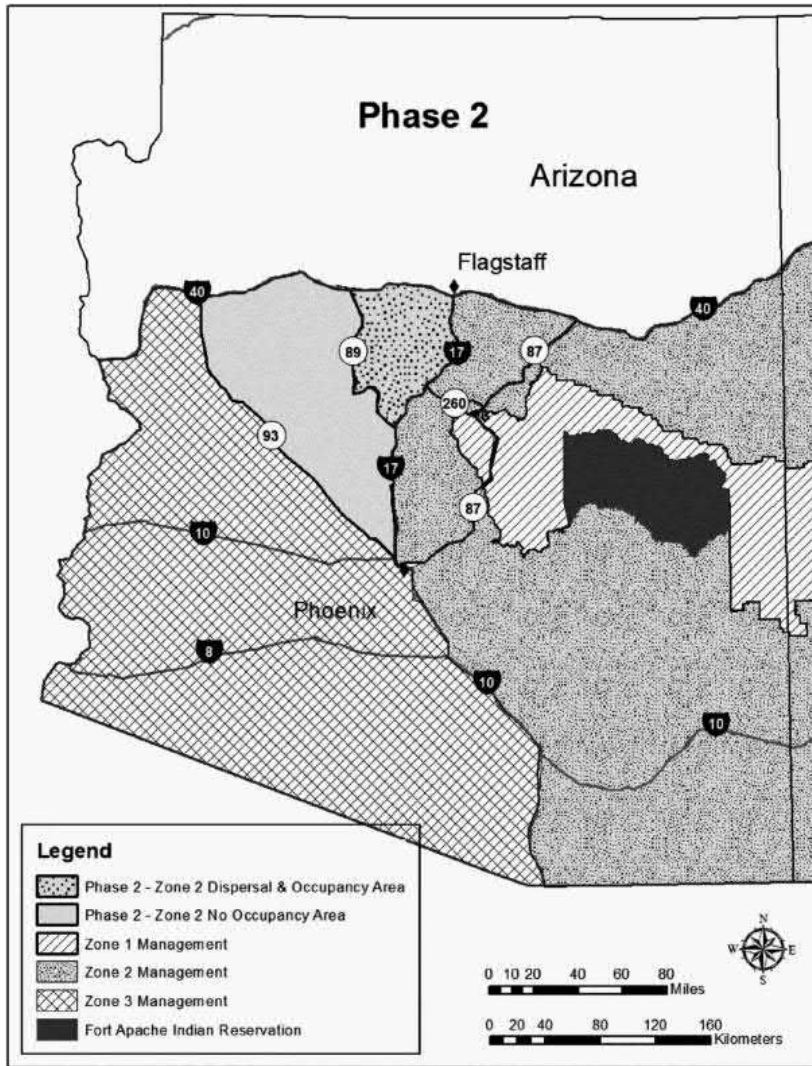 Phase 2
Arizona
Flagstaff
40
40
89
17
87
260
93
17
87
10
Phoenix
8
10
10
Legend
Phase 2 - Zone 2 Dispersal & Occupancy Area
Phase 2 - Zone 2 No Occupancy Area
Zone 1 Management
Zone 2 Management
Zone 3 Management
Fort Apache Indian Reservation
N
W E
S
0 10 20 40 60 80
Miles
0 20 40 80 120 160
Kilometers